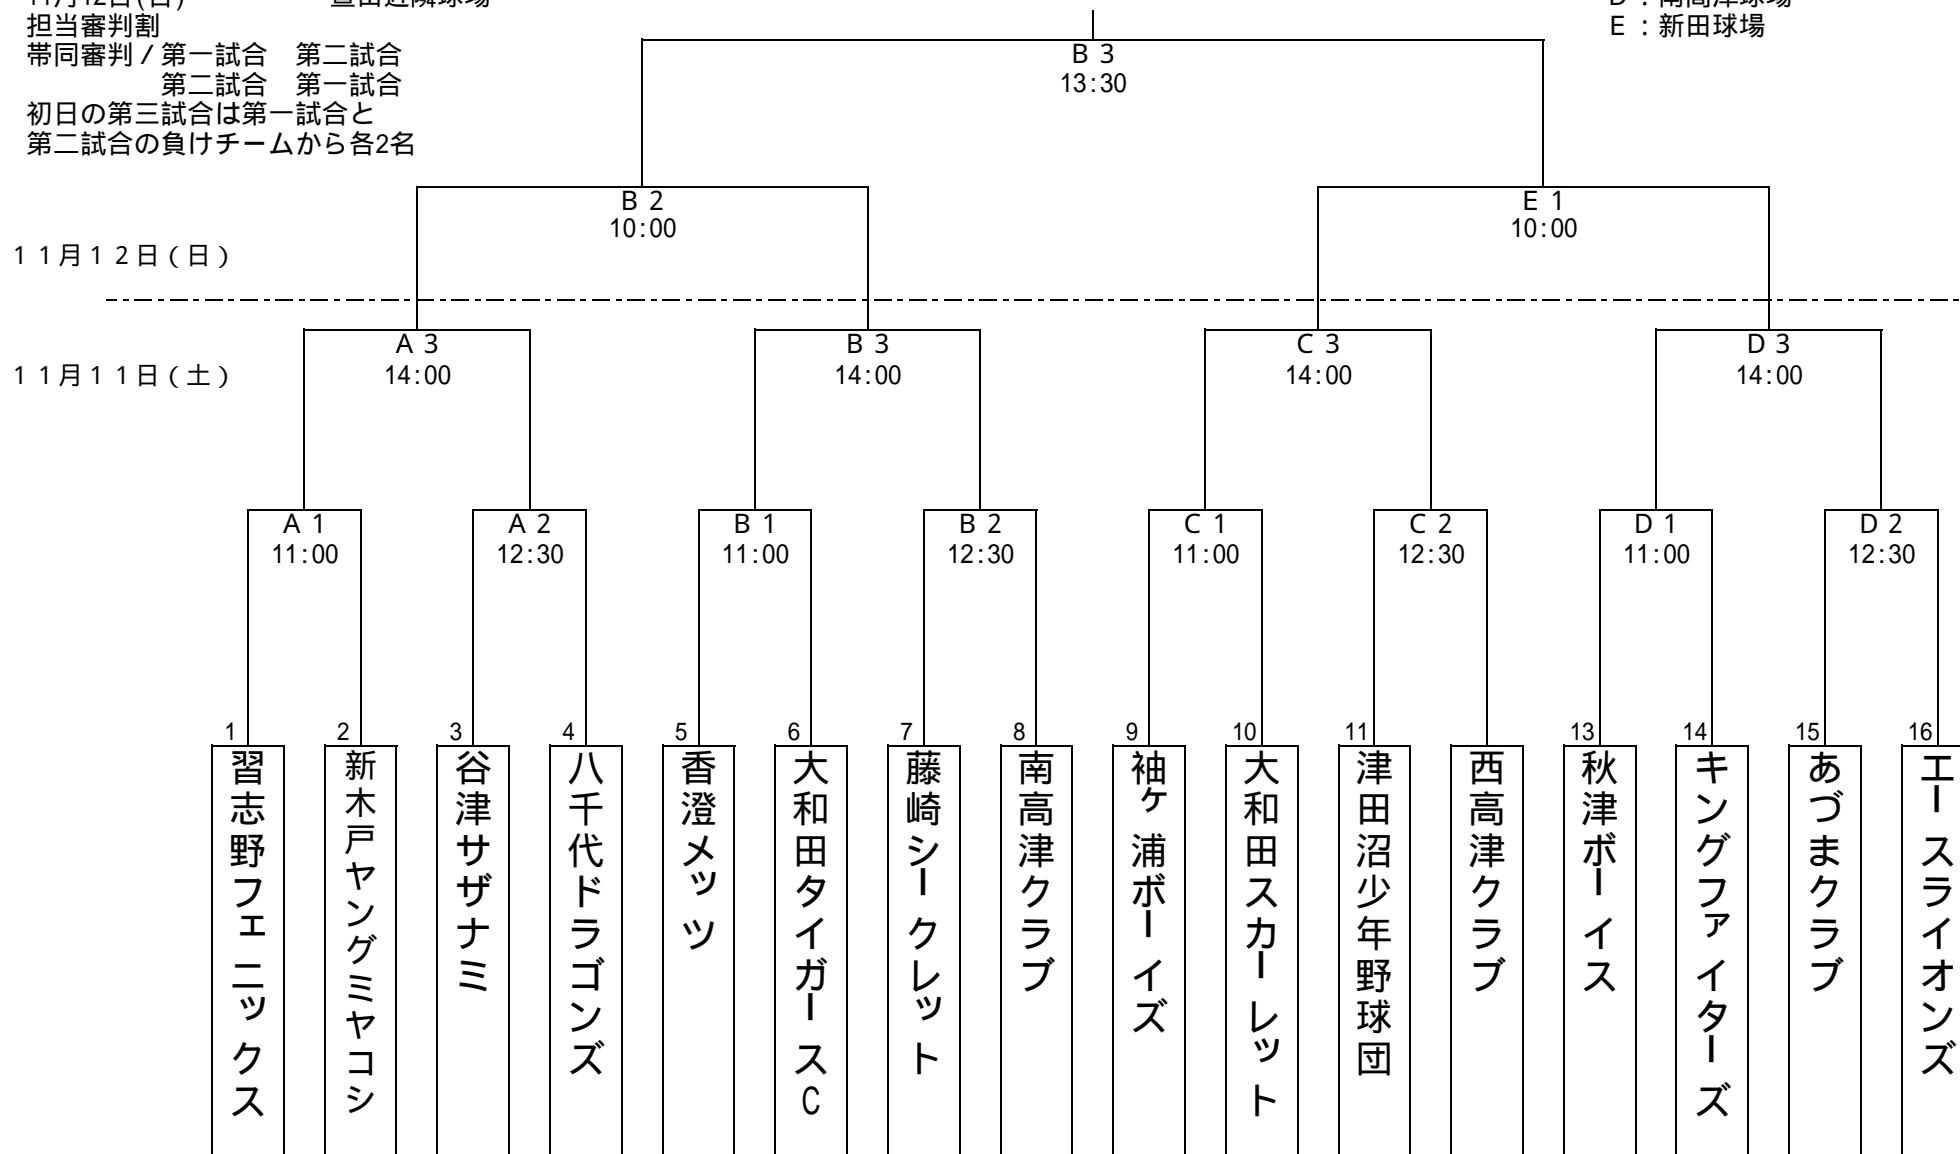 担当審判割
帯同審判/第一試合　第二試合
第二試合　第一試合
初日の第三試合は第一試合と
第二試合の負けチームから各2名
E：新田球場
B 3
13:30
B 2
10:00
E 1
10:00
１１月１２日(日)
A 3
14:00
B 3
14:00
C 3
14:00
D 3
14:00
１１月１１日(土)
A 1
11:00
A 2
12:30
B 1
11:00
B 2
12:30
C 1
11:00
C 2
12:30
D 1
11:00
D 2
12:30
1
習志野フェニックス
2
新木戸ヤングミヤコシ
3
谷津サザナミ
4
八千代ドラゴンズ
5
香澄メッツ
6
大和田タイガースC
7
藤崎シークレット
8
南高津クラブ
9
袖ヶ浦ボーイズ
10
大和田スカーレット
11
津田沼少年野球団
西高津クラブ
13
秋津ボーイス
14
キングファイターズ
15
あづまクラブ
16
エースライオンズ